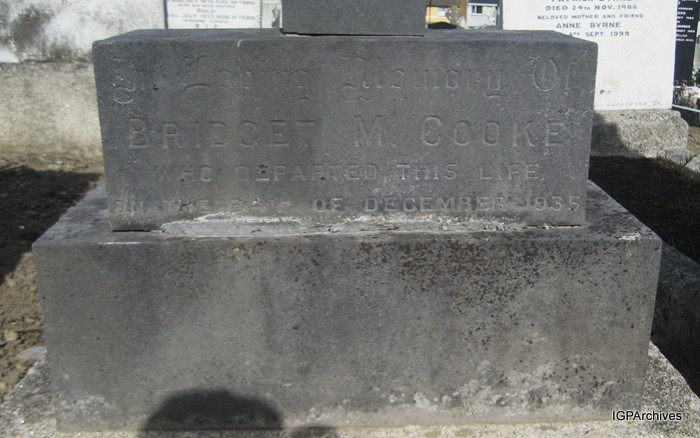 In Loving Memory Of
BRIDGET M. COOKE
WHO DEPARTED THIS LIFE
ON THE OF DECEMBER 1935
DIED 24TH NOV. 1986
BELOVED MOTHER AND FRIEND
ANNE BYRNE
SEPT. 1999
IGPArchives